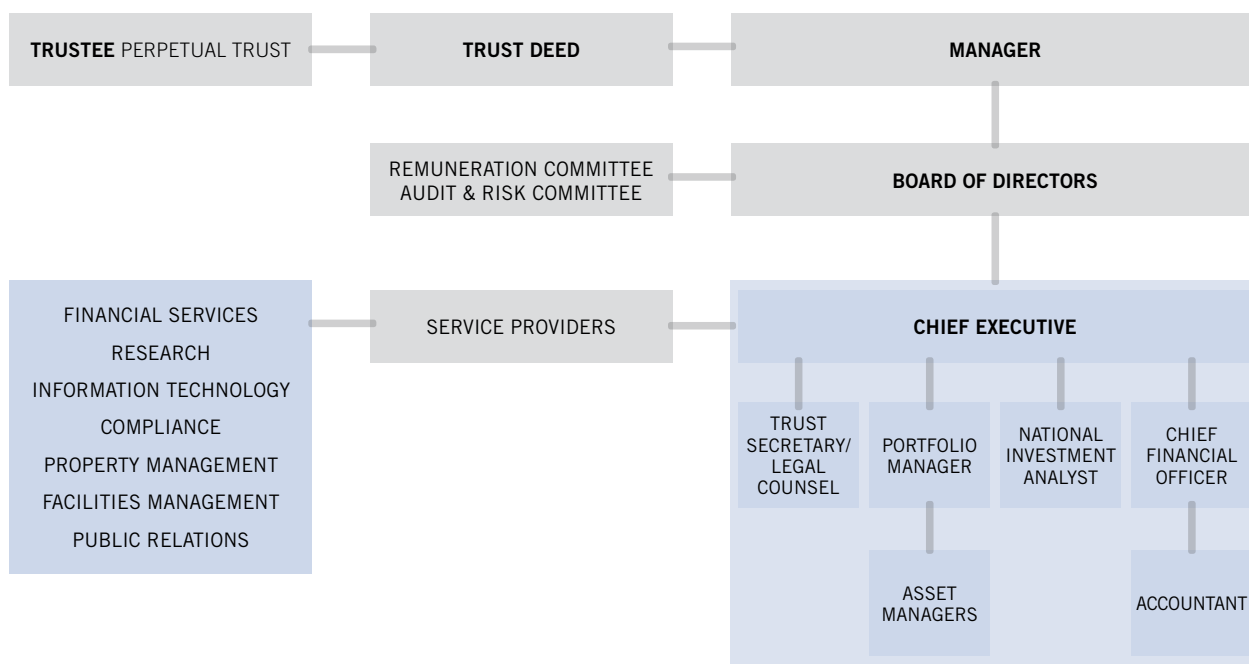 TRUSTEE PERPETUAL TRUST
TRUST DEED
MANAGER
REMUNERATION COMMITTEE
AUDIT & RISK COMMITTEE
BOARD OF DIRECTORS
FINANCIAL SERVICES
RESEARCH
INFORMATION TECHNOLOGY
COMPLIANCE
PROPERTY MANAGEMENT
FACILITIES MANAGEMENT
PUBLIC RELATIONS
SERVICE PROVIDERS
CHIEF EXECUTIVE
TRUST
SECRETARY/
LEGAL
COUNSEL
PORTFOLIO
MANAGER
NATIONAL
INVESTMENT
ANALYST
CHIEF
FINANCIAL
OFFICER
ASSET
MANAGERS
ACCOUNTANT